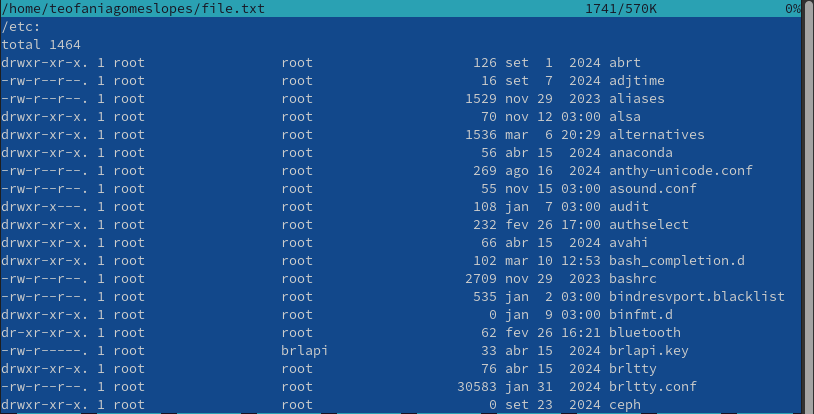 /home/teofaniagomeslopes/file.txt 1741/570K 0%
/etc:
total 1464
drwxr-xr-x. 1 root root 126 set 1 2024 abrt
-rw-r--r--. 1 root root 16 set 7 2024 adjtime
-rw-r--r--. 1 root root 1529 nov 29 2023 aliases
drwxr-xr-x. 1 root root 70 nov 12 03:00 alsa
drwxr-xr-x. 1 root root 1536 mar 6 20:29 alternatives
drwxr-xr-x. 1 root root 56 abr 15 2024 anaconda
-rw-r--r--. 1 root root 269 ago 16 2024 anthy-unicode.conf
-rw-r--r--. 1 root root 55 nov 15 03:00 asound.conf
drwxr-x---. 1 root root 108 jan 7 03:00 audit
drwxr-xr-x. 1 root root 232 fev 26 17:00 authselect
drwxr-xr-x. 1 root root 66 abr 15 2024 avahi
drwxr-xr-x. 1 root root 102 mar 10 12:53 bash_completion.d
-rw-r--r--. 1 root root 2709 nov 29 2023 bashrc
-rw-r--r--. 1 root root 535 jan 2 03:00 bindresvport.blacklist
drwxr-xr-x. 1 root root 0 jan 9 03:00 binfmt.d
dr-xr-xr-x. 1 root root 62 fev 26 16:21 bluetooth
-rw-r-----. 1 root brlapi 33 abr 15 2024 brlapi.key
drwxr-xr-x. 1 root root 76 abr 15 2024 brltty
-rw-r--r--. 1 root root 30583 jan 31 2024 brltty.conf
drwxr-xr-x. 1 root root 0 set 23 2024 ceph